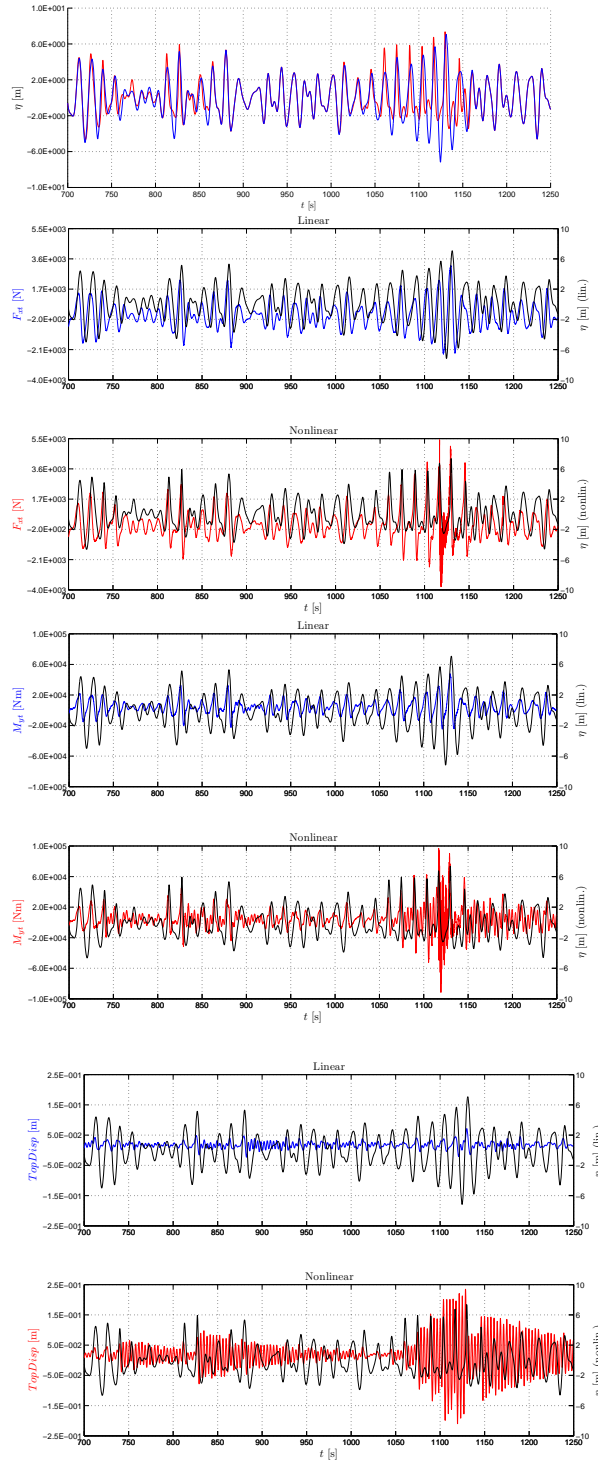 1.0E+001
6.0E+000
2.0E+000
-2.0E+000
-6.0E+000
-1.0E+001
η [m]
700 750 800 850 900 950 1000 1050 1100 1150 1200 1250
t [s]
Linear
5.5E+003 10
3.6E+003 6
1.7E+003 2
-2.0E+002 -2
-2.1E+003 -6
-4.0E+003 -10
F_xt [N]
η [m] (lin.)
700 750 800 850 900 950 1000 1050 1100 1150 1200 1250
Nonlinear
5.5E+003 10
3.6E+003 6
1.7E+003 2
-2.0E+002 -2
-2.1E+003 -6
-4.0E+003 -10
F_xt [N]
η [m] (nonlin.)
700 750 800 850 900 950 1000 1050 1100 1150 1200 1250
t [s]
Linear
1.0E+005 10
6.0E+004 6
2.0E+004 2
-2.0E+004 -2
-6.0E+004 -6
-1.0E+005 -10
M_yt [Nm]
η [m] (lin.)
700 750 800 850 900 950 1000 1050 1100 1150 1200 1250
Nonlinear
1.0E+005 10
6.0E+004 6
2.0E+004 2
-2.0E+004 -2
-6.0E+004 -6
-1.0E+005 -10
M_yt [Nm]
η [m] (nonlin.)
700 750 800 850 900 950 1000 1050 1100 1150 1200 1250
t [s]
Linear
2.5E-001 10
1.5E-001 6
5.0E-002 2
-5.0E-002 -2
-1.5E-001 -6
-2.5E-001 -10
TopDisp [m]
η [m] (lin.)
700 750 800 850 900 950 1000 1050 1100 1150 1200 1250
Nonlinear
2.5E-001 10
1.5E-001 6
5.0E-002 2
-5.0E-002 -2
-1.5E-001 -6
-2.5E-001 -10
TopDisp [m]
η [m] (nonlin.)
700 750 800 850 900 950 1000 1050 1100 1150 1200 1250
t [s]